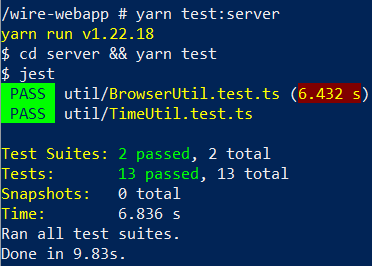 /wire-webapp # yarn test:server
yarn run v1.22.18
$ cd server && yarn test
$ jest
PASS util/BrowserUtil.test.ts (6.432 s)
PASS util/TimeUtil.test.ts
Test Suites: 2 passed, 2 total
Tests: 13 passed, 13 total
Snapshots: 0 total
Time: 6.836 s
Ran all test suites.
Done in 9.83s.